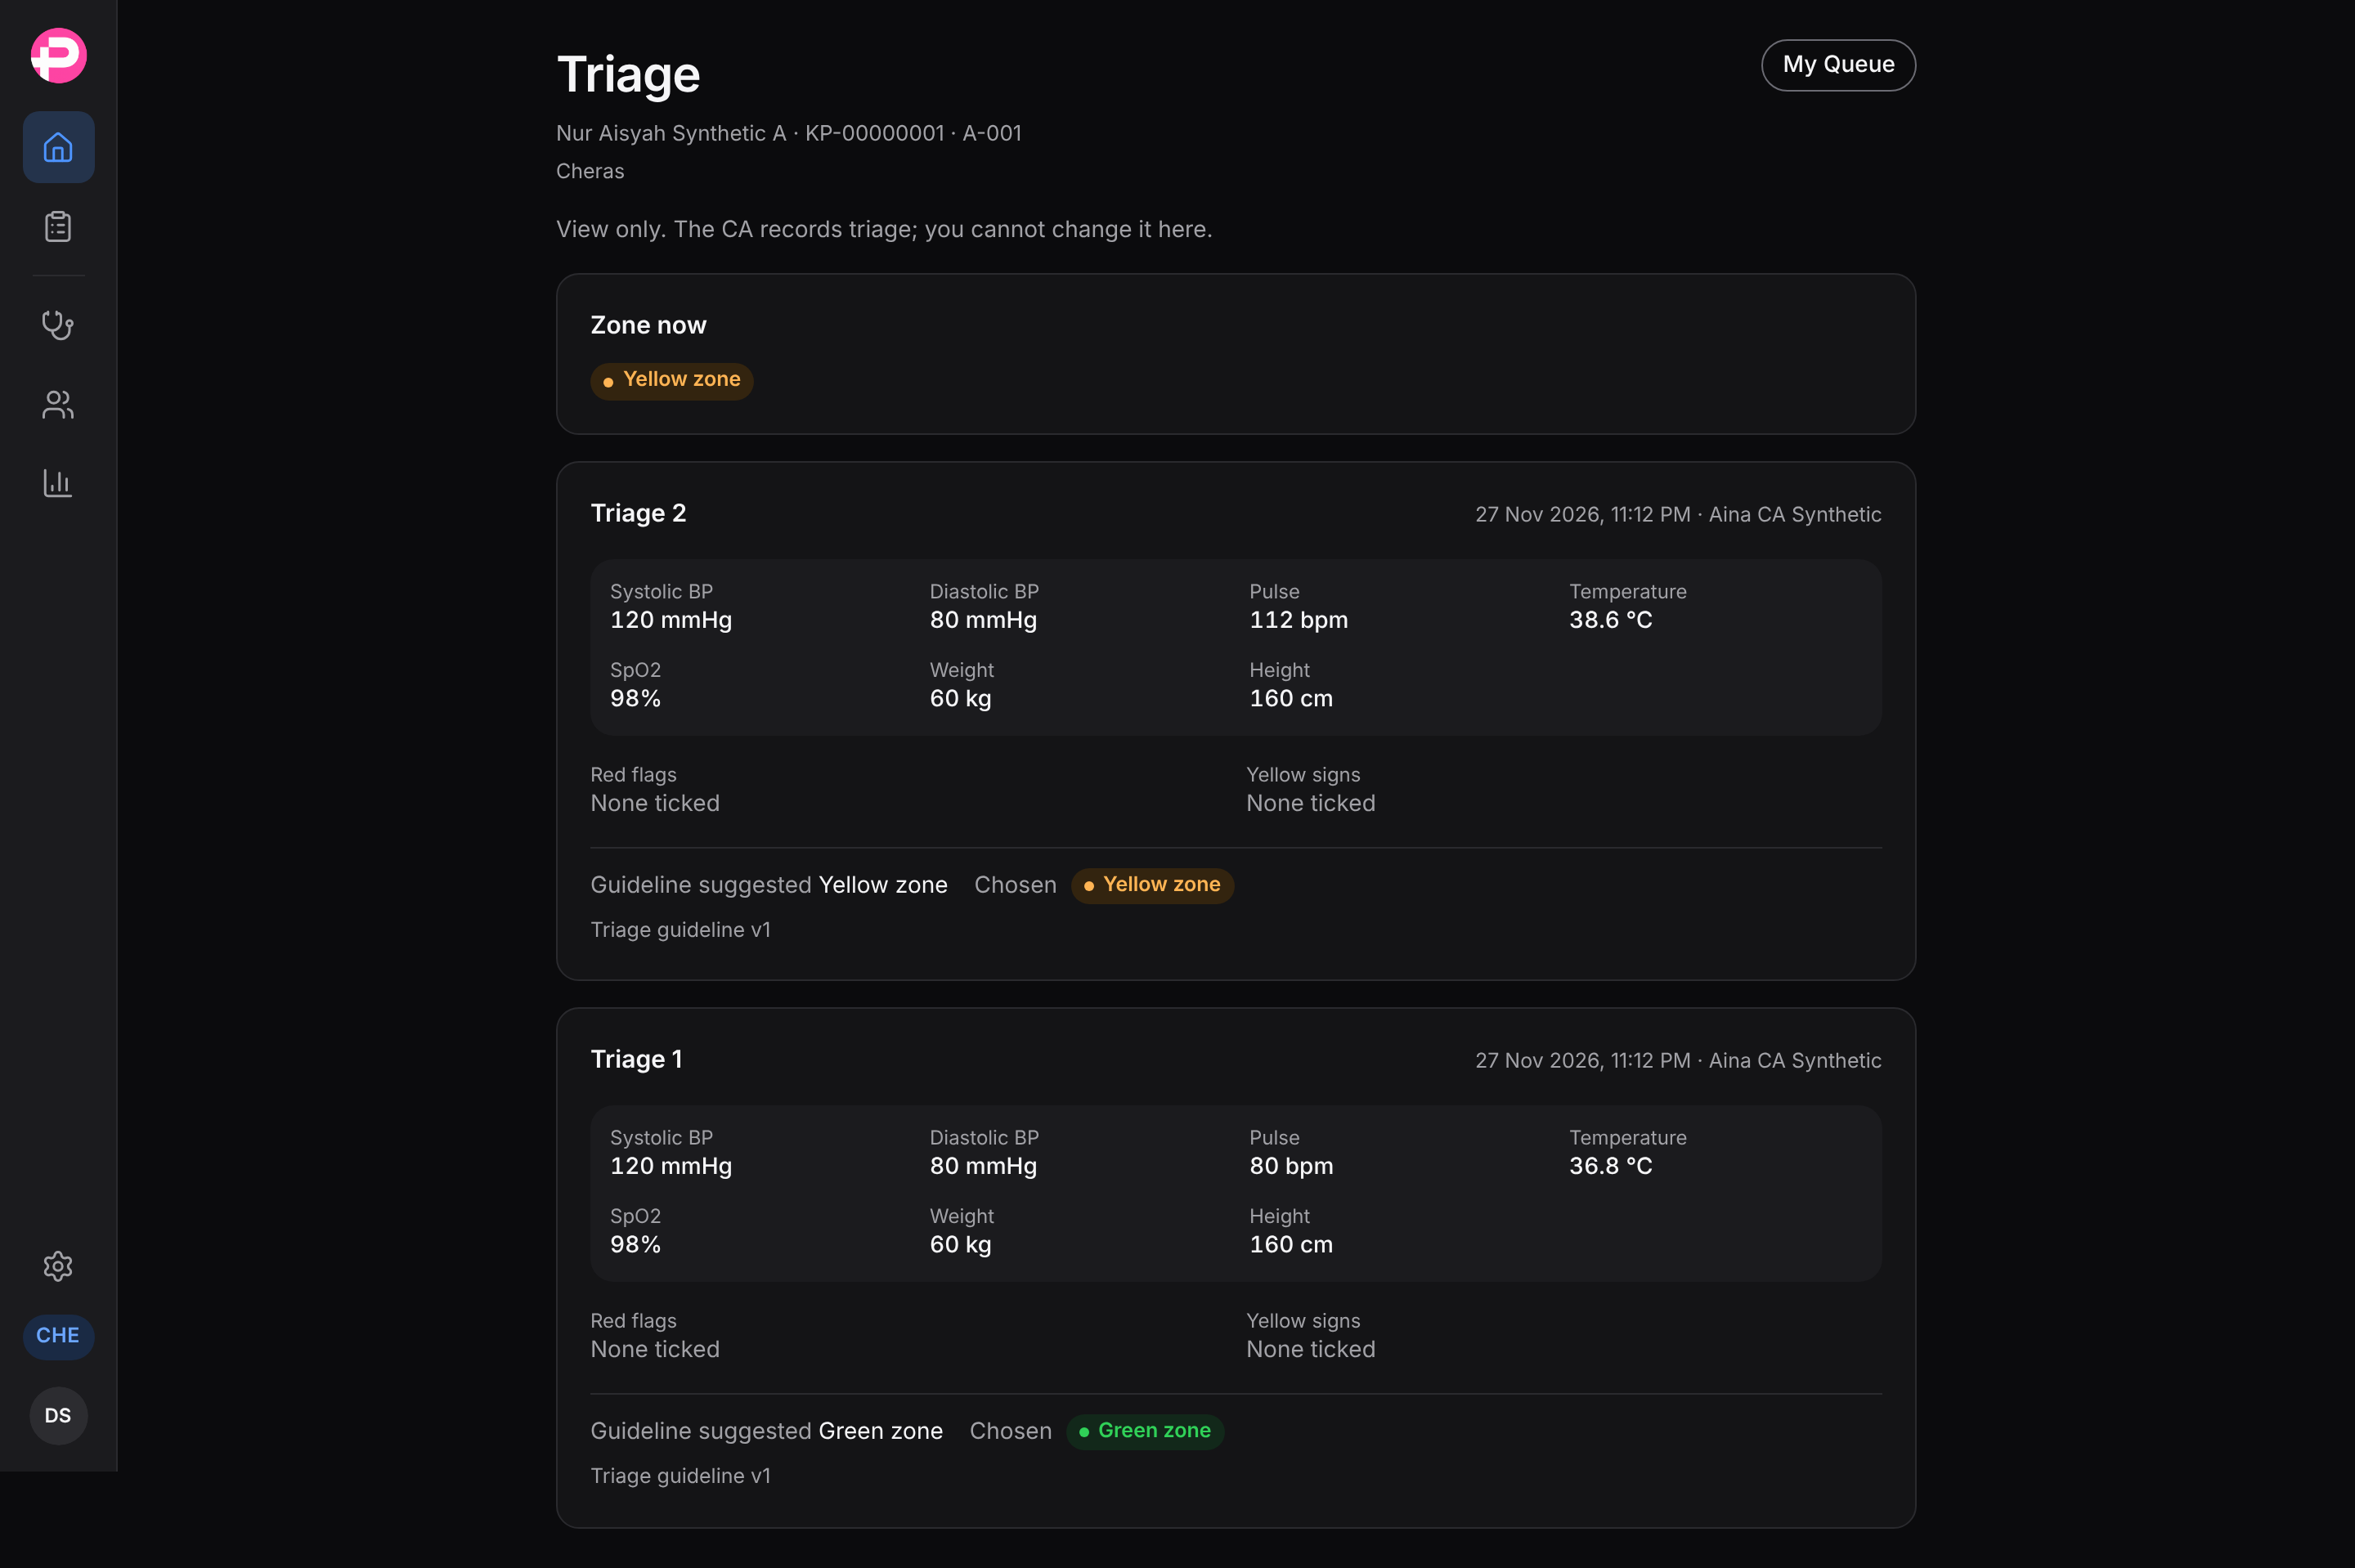 Triage
My Queue
Nur Aisyah Synthetic A · KP-00000001 · A-001
Cheras
View only. The CA records triage; you cannot change it here.
Zone now
Yellow zone
Triage 2
27 Nov 2026, 11:12 PM · Aina CA Synthetic
Systolic BP
120 mmHg
Diastolic BP
80 mmHg
Pulse
112 bpm
Temperature
38.6 °C
SpO2
98%
Weight
60 kg
Height
160 cm
Red flags
None ticked
Yellow signs
None ticked
Guideline suggested Yellow zone Chosen Yellow zone
Triage guideline v1
Triage 1
27 Nov 2026, 11:12 PM · Aina CA Synthetic
Systolic BP
120 mmHg
Diastolic BP
80 mmHg
Pulse
80 bpm
Temperature
36.8 °C
SpO2
98%
Weight
60 kg
Height
160 cm
Red flags
None ticked
Yellow signs
None ticked
Guideline suggested Green zone Chosen Green zone
Triage guideline v1
CHE
DS